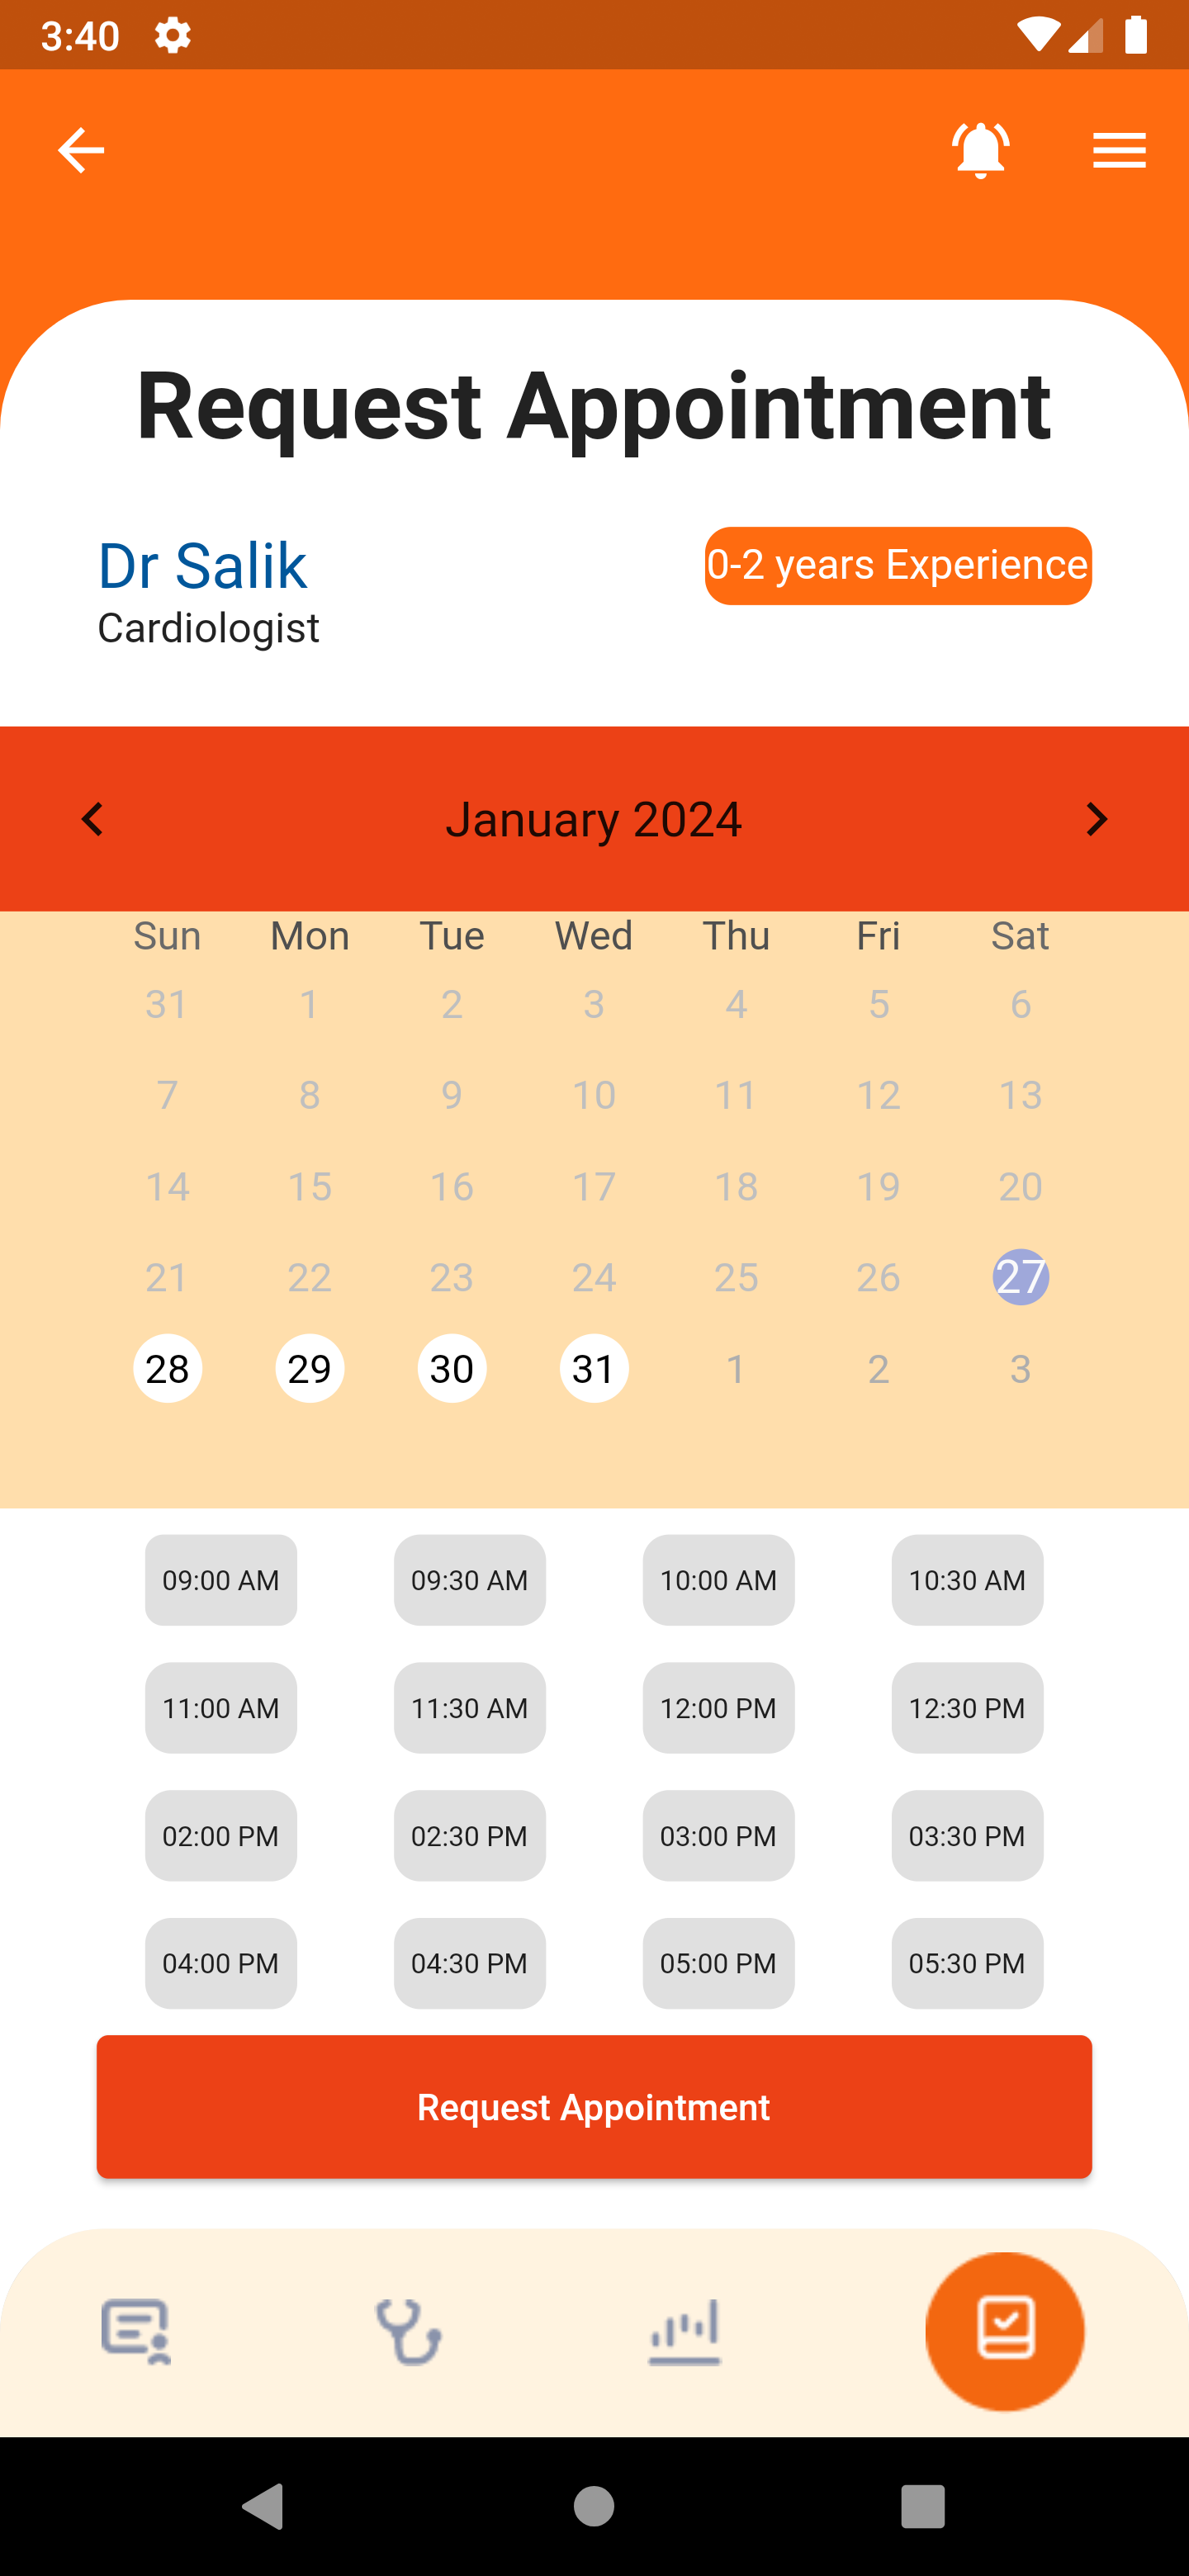 3:40
Request Appointment
Dr Salik
0-2 years Experience
Cardiologist
January 2024
Sun Mon Tue Wed Thu Fri Sat
31 1 2 3 4 5 6
7 8 9 10 11 12 13
14 15 16 17 18 19 20
21 22 23 24 25 26 27
28 29 30 31 1 2 3
09:00 AM 09:30 AM 10:00 AM 10:30 AM
11:00 AM 11:30 AM 12:00 PM 12:30 PM
02:00 PM 02:30 PM 03:00 PM 03:30 PM
04:00 PM 04:30 PM 05:00 PM 05:30 PM
Request Appointment